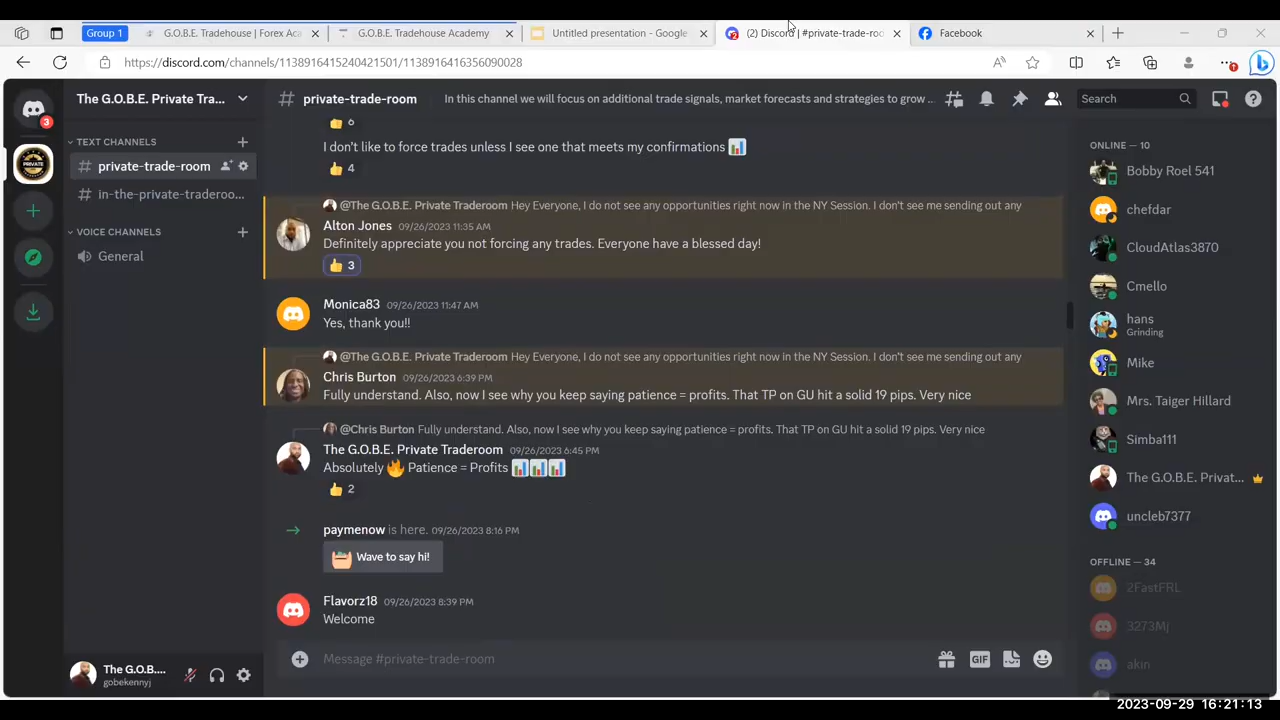 Group 1
G.O.B.E. Tradehouse | Forex Aca
G.O.B.E. Tradehouse Academy
Untitled presentation - Google
(2) Discord | #private-trade-roo
Facebook
https://discord.com/channels/1138916415240421501/1138916416356090028
3
The G.O.B.E. Private Tra...
private-trade-room
In this channel we will focus on additional trade signals, market forecasts and strategies to grow ...
Search
TEXT CHANNELS
private-trade-room
in-the-private-traderoo...
VOICE CHANNELS
General
PRIVATE
6
I don't like to force trades unless I see one that meets my confirmations
4
@The G.O.B.E. Private Traderoom Hey Everyone, I do not see any opportunities right now in the NY Session. I don't see me sending out any
Alton Jones 09/26/2023 11:35 AM
Definitely appreciate you not forcing any trades. Everyone have a blessed day!
3
Monica83 09/26/2023 11:47 AM
Yes, thank you!!
@The G.O.B.E. Private Traderoom Hey Everyone, I do not see any opportunities right now in the NY Session. I don't see me sending out any
Chris Burton 09/26/2023 6:39 PM
Fully understand. Also, now I see why you keep saying patience = profits. That TP on GU hit a solid 19 pips. Very nice
@Chris Burton Fully understand. Also, now I see why you keep saying patience = profits. That TP on GU hit a solid 19 pips. Very nice
The G.O.B.E. Private Traderoom 09/26/2023 6:45 PM
Absolutely 🔥 Patience = Profits 📊📊📊
2
paymenow is here. 09/26/2023 8:16 PM
Wave to say hi!
Flavorz18 09/26/2023 8:39 PM
Welcome
Message #private-trade-room
GIF
The G.O.B....
gobekennyj
ONLINE — 10
Bobby Roel 541
chefdar
CloudAtlas3870
Cmello
hans
Grinding
Mike
Mrs. Taiger Hillard
Simba111
The G.O.B.E. Privat...
uncleb7377
OFFLINE — 34
2FastFRL
3273Mj
akin
2023-09-29 16:21:13